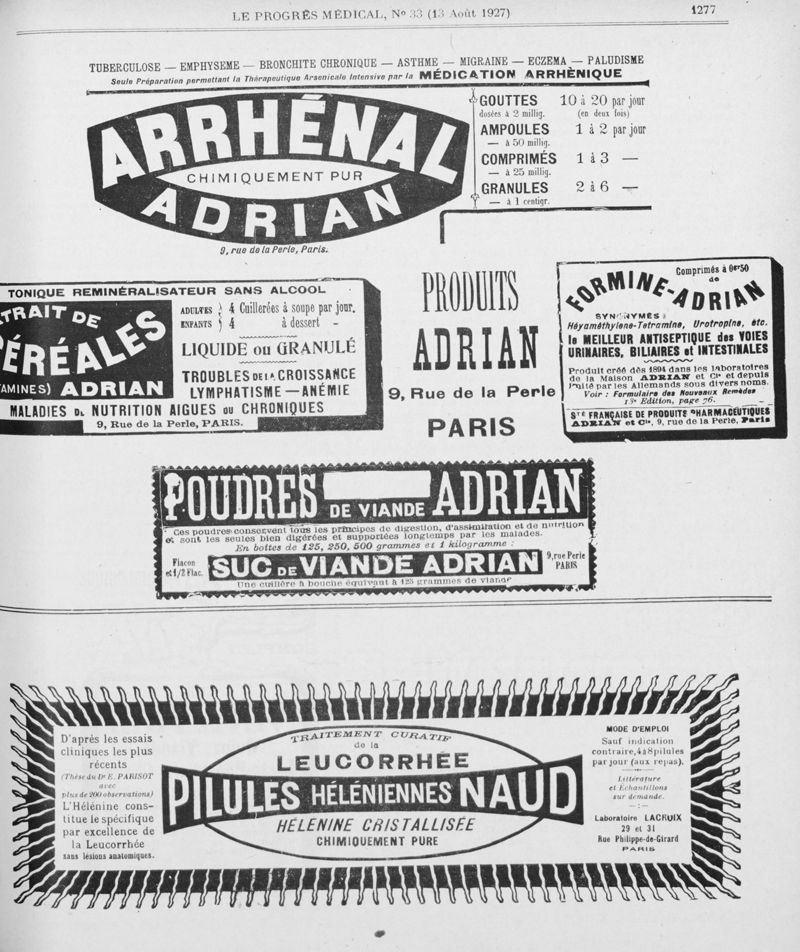 LE PROGRÊS MÉDICAL, Nº 33 (13 Août 1927)
1277
TUBERCULOSE — EMPHYSEME — BRONCHITE CHRONIQUE — ASTHME — MIGRAINE — ECZEMA — PALUDISME
Seule Préparation permettant la Thérapeutique Arsenicale Intensive par la MÉDICATION ARRHÈNIQUE
ARRHÉNAL
CHIMIQUEMENT PUR
ADRIAN
9, rue de la Perle, Paris.
GOUTTES 10 à 20 par jour
dosées à 2 millig. (en deux fois)
AMPOULES 1 à 2 par jour
— à 50 millig.
COMPRIMÉS 1 à 3 —
— à 25 millig.
GRANULES 2 à 6 —
— à 1 centigr.
TONIQUE REMINÉRALISATEUR SANS ALCOOL
TRAIT DE
CÉRÉALES
TAMINES) ADRIAN
ADULTES } 4 Cuillerées à soupe par jour.
ENFANTS } 4 à dessert –
LIQUIDE ou GRANULÉ
TROUBLES DE LA CROISSANCE
LYMPHATISME — ANÉMIE
MALADIES DE NUTRITION AIGUES OU CHRONIQUES
9, Rue de la Perle, PARIS.
PRODUITS
ADRIAN
9, Rue de la Perle
PARIS
Comprimés à 0gr50
de
FORMINE-ADRIAN
SYNONYMES :
Héxaméthylène-Tetramine, Urotropine, etc.
le MEILLEUR ANTISEPTIQUE des VOIES
URINAIRES, BILIAIRES et INTESTINALES
Produit créé dès 1894 dans les laboratoires
de la Maison ADRIAN et Cie et depuis
imité par les Allemands sous divers noms.
Voir : Formulaire des Nouveaux Remèdes
13e Edition, page 76.
STÉ FRANÇAISE DE PRODUITS PHARMACEUTIQUES
ADRIAN et Cie, 9, rue de la Perle, Paris
POUDRES DE VIANDE ADRIAN
Ces poudres conservent tous les principes de digestion, d'assimilation et de nutrition
et sont les seules bien digérées et supportées longtemps par les malades.
En boîtes de 125, 250, 500 grammes et 1 kilogramme :
Flacon
et 1/2 Flac.
SUC DE VIANDE ADRIAN
9, rue Perle
PARIS
Une cuillère à bouche équivaut à 125 grammes de viande
D'après les essais
cliniques les plus
récents
(Thèse du Dr E. PARISOT
avec
plus de 200 observations)
L'Hélénine cons-
titue le spécifique
par excellence de
la Leucorrhée
sans lésions anatomiques.
TRAITEMENT CURATIF
de la
LEUCORRHÉE
PILULES HÉLÉNIENNES NAUD
HÉLENINE CRISTALLISÉE
CHIMIQUEMENT PURE
MODE D'EMPLOI
Sauf indication
contraire, 4 à 8 pilules
par jour (aux repas).
Littérature
et Echantillons
sur demande.
Laboratoire LACROIX
29 et 31
Rue Philippe-de-Girard
PARIS